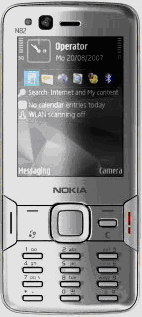 N82
Operator
Mo 20/08/2007
Search: Internet and My content
No calendar entries today
WLAN scanning off
Messaging Camera
NOKIA